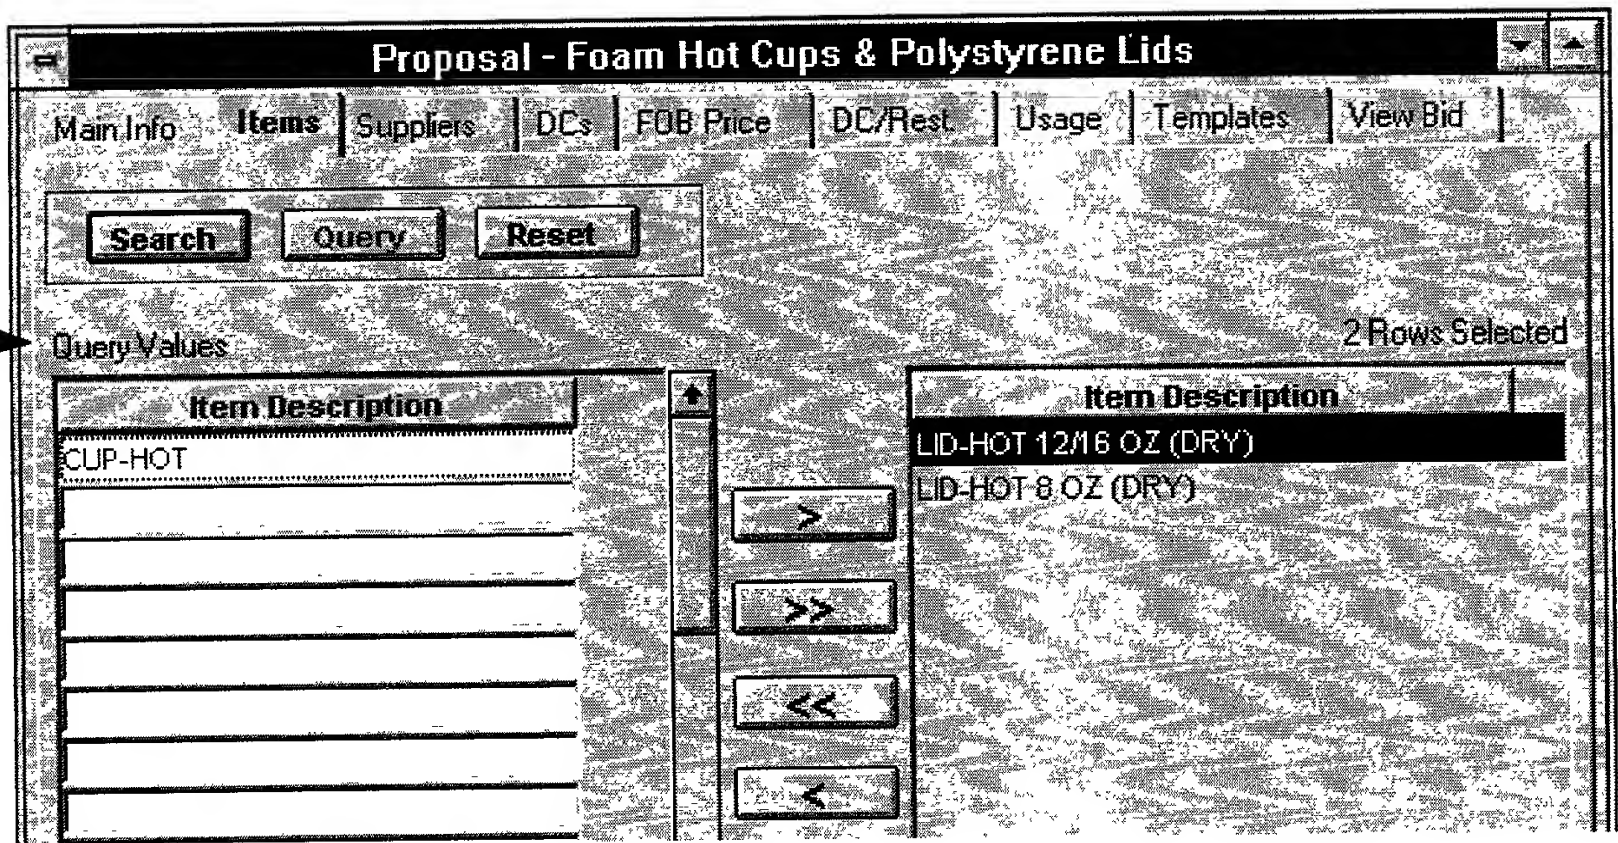 Proposal - Foam Hot Cups & Polystyrene Lids
Main Info Items Suppliers DCs FOB Price DC/Rest. Usage Templates View Bid
Search Query Reset
Query Values
2 Rows Selected
Item Description
CUP-HOT
>
>>
<<
<
Item Description
LID-HOT 12/16 OZ (DRY)
LID-HOT 8 OZ (DRY)